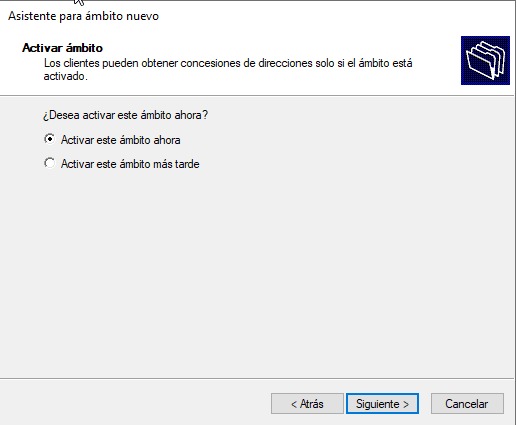 Asistente para ámbito nuevo
Activar ámbito
Los clientes pueden obtener concesiones de direcciones solo si el ámbito está
activado.
¿Desea activar este ámbito ahora?
Activar este ámbito ahora
Activar este ámbito más tarde
< Atrás
Siguiente >
Cancelar